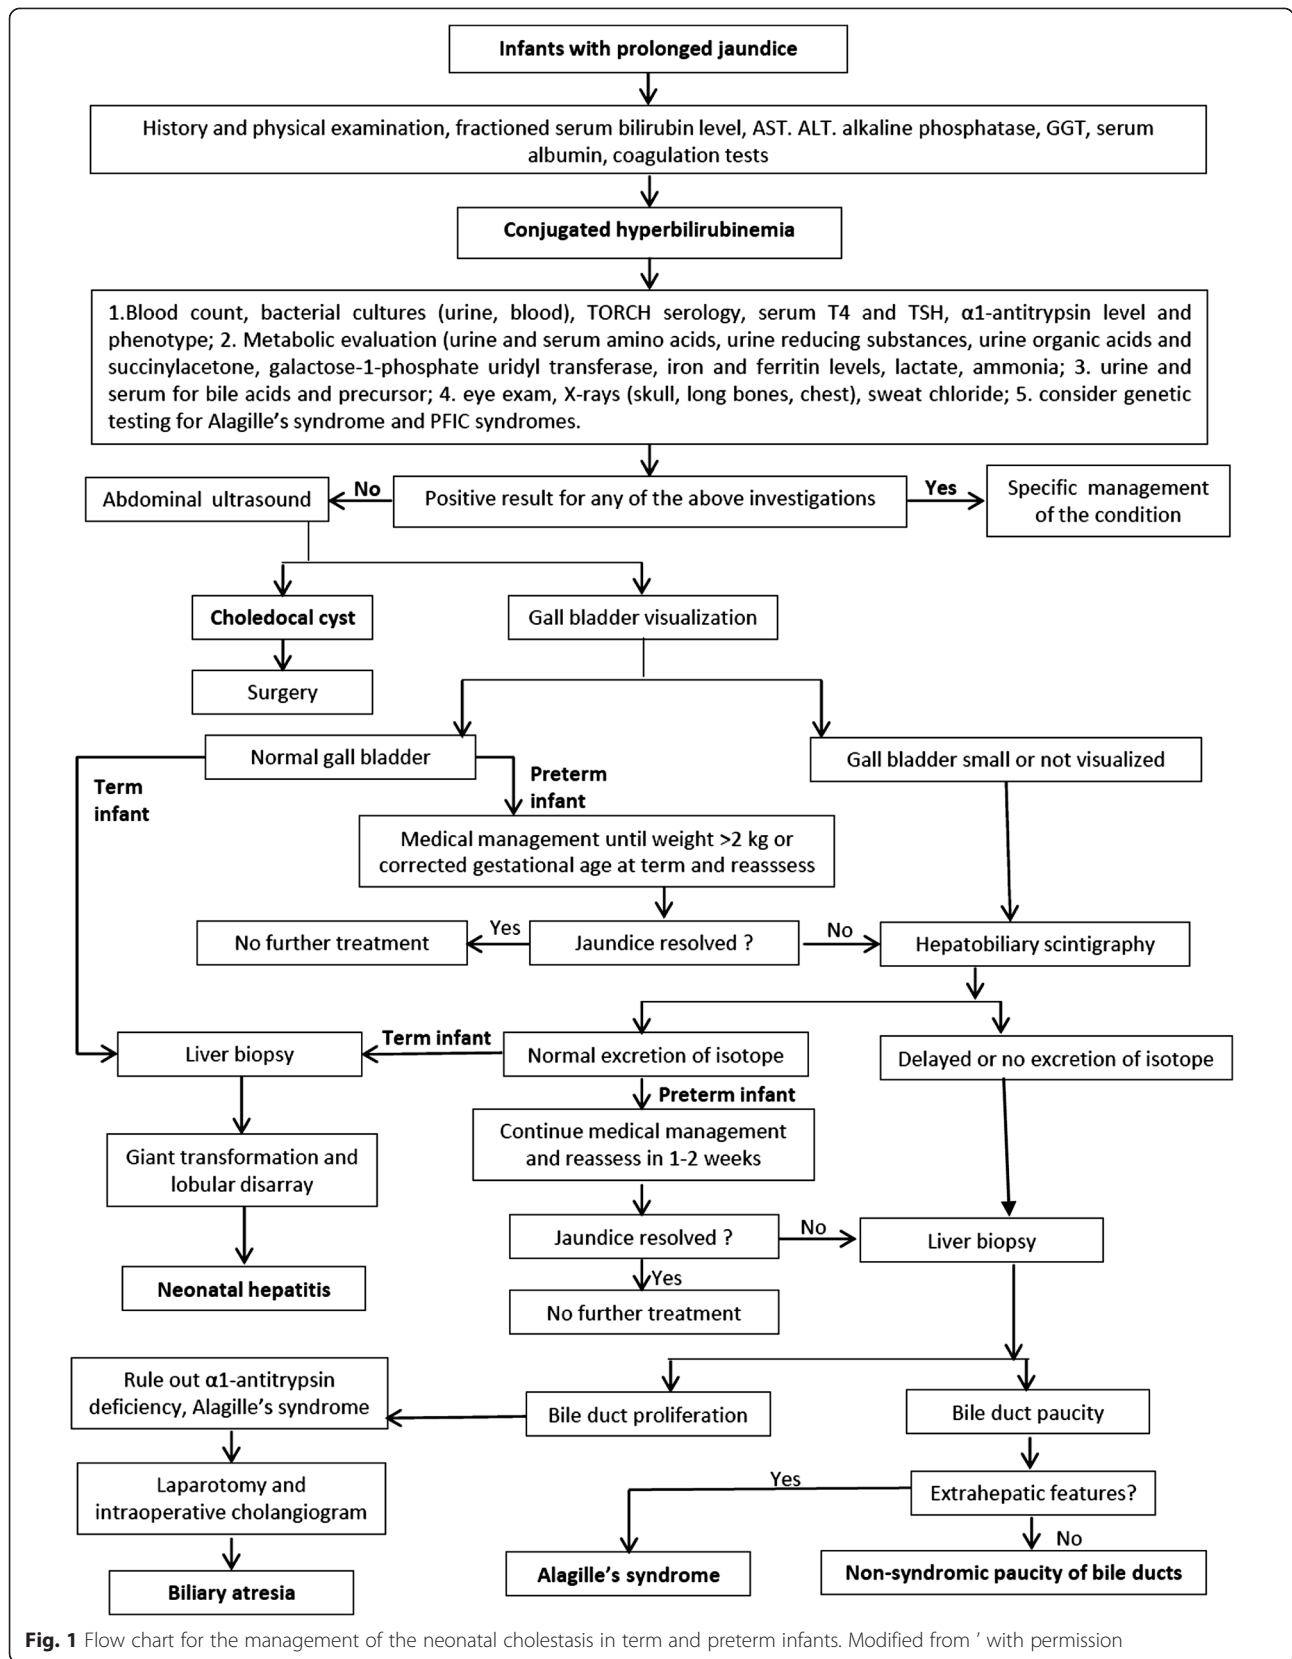 Infants with prolonged jaundice
History and physical examination, fractioned serum bilirubin level, AST. ALT. alkaline phosphatase, GGT, serum
albumin, coagulation tests
Conjugated hyperbilirubinemia
1.Blood count, bacterial cultures (urine, blood), TORCH serology, serum T4 and TSH, α1-antitrypsin level and
phenotype; 2. Metabolic evaluation (urine and serum amino acids, urine reducing substances, urine organic acids and
succinylacetone, galactose-1-phosphate uridyl transferase, iron and ferritin levels, lactate, ammonia; 3. urine and
serum for bile acids and precursor; 4. eye exam, X-rays (skull, long bones, chest), sweat chloride; 5. consider genetic
testing for Alagille's syndrome and PFIC syndromes.
Abdominal ultrasound
No
Positive result for any of the above investigations
Yes
Specific management
of the condition
Choledocal cyst
Gall bladder visualization
Surgery
Normal gall bladder
Gall bladder small or not visualized
Term
infant
Preterm
infant
Medical management until weight >2 kg or
corrected gestational age at term and reasssess
No further treatment
Yes
Jaundice resolved ?
No
Hepatobiliary scintigraphy
Liver biopsy
Term infant
Normal excretion of isotope
Delayed or no excretion of isotope
Preterm infant
Continue medical management
and reassess in 1-2 weeks
Giant transformation and
lobular disarray
Jaundice resolved ?
No
Liver biopsy
Neonatal hepatitis
Yes
No further treatment
Rule out α1-antitrypsin
deficiency, Alagille's syndrome
Bile duct proliferation
Bile duct paucity
Laparotomy and
intraoperative cholangiogram
Yes
Extrahepatic features?
No
Biliary atresia
Alagille's syndrome
Non-syndromic paucity of bile ducts
Fig. 1 Flow chart for the management of the neonatal cholestasis in term and preterm infants. Modified from ' with permission